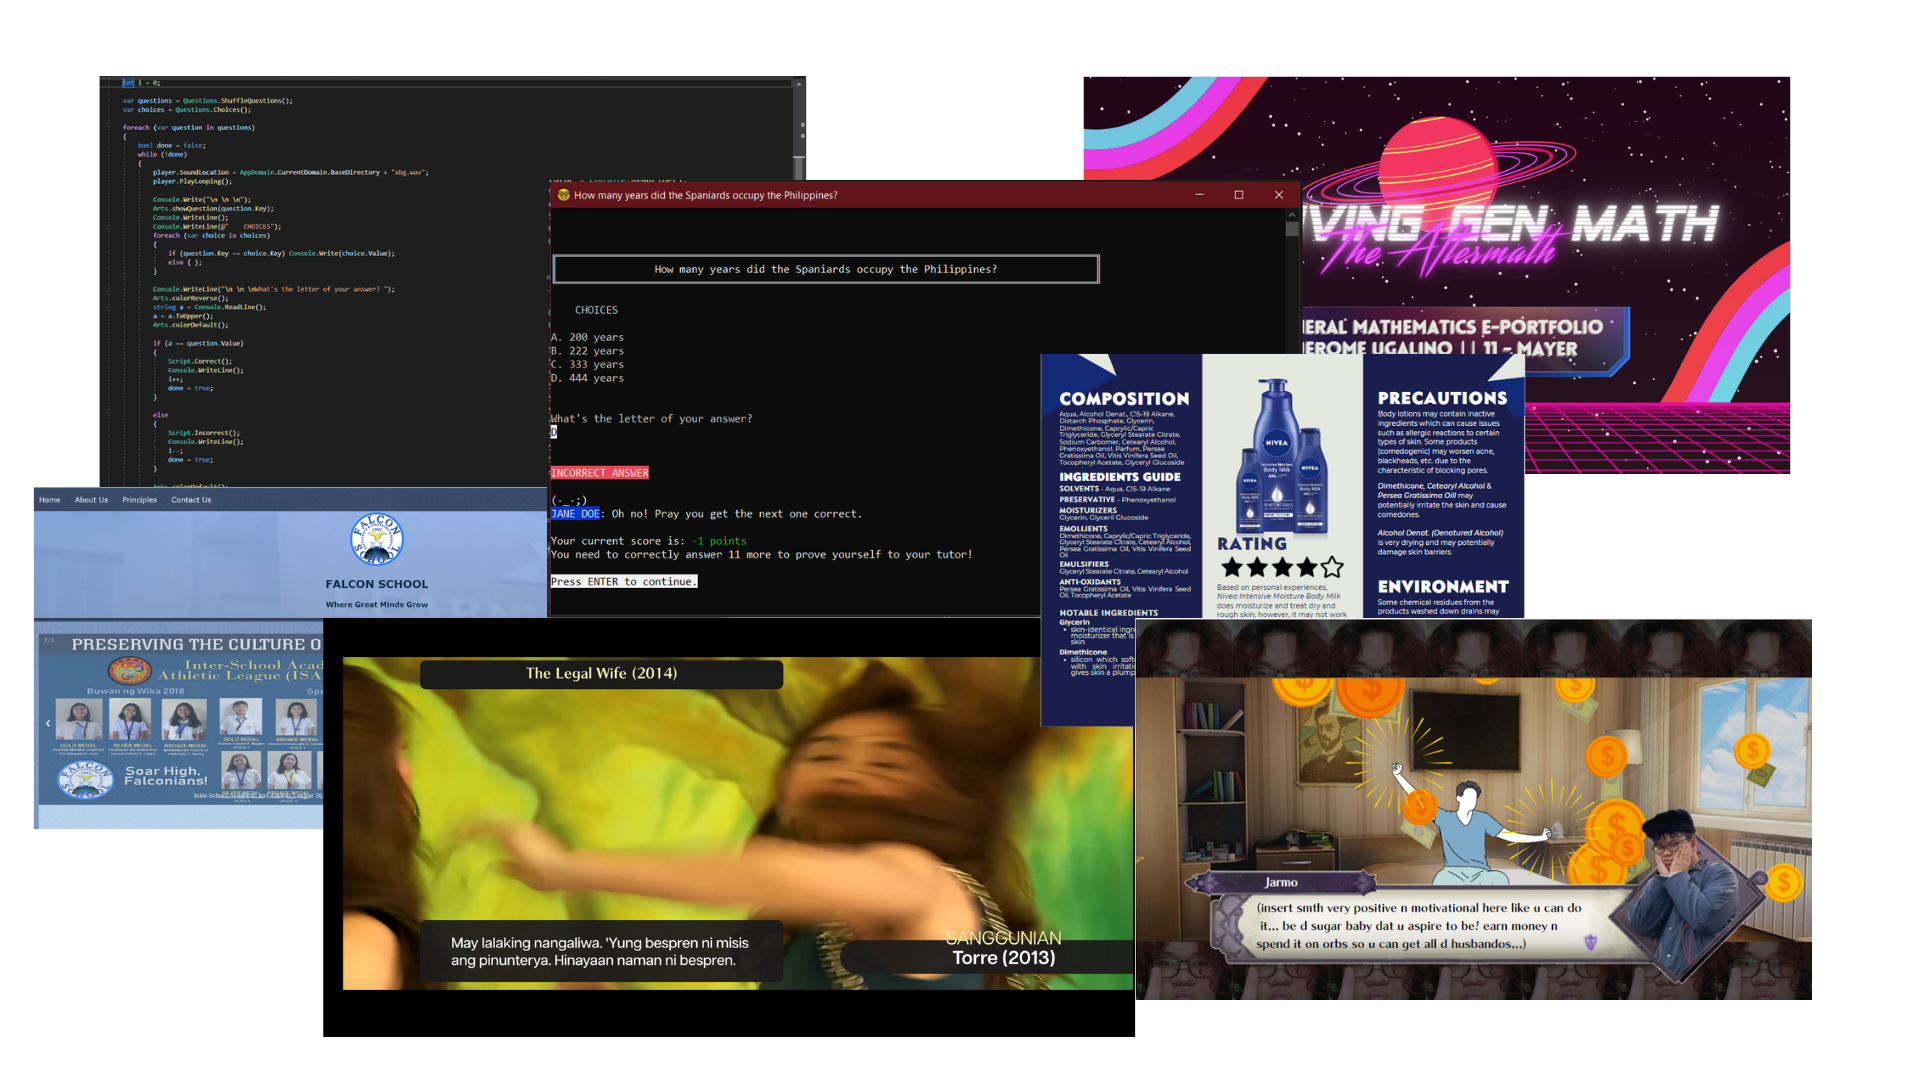 int i = 0;
var questions = Questions.ShuffleQuestions();
var choices = Questions.Choices();
foreach (var question in questions)
{
bool done = false;
while (!done)
{
player.SoundLocation = AppDomain.CurrentDomain.BaseDirectory + "xbg.wav";
player.PlayLooping();
Console.Write("\n \n \n");
Arts.showQuestion(question.Key);
Console.WriteLine();
Console.WriteLine(@"    CHOICES");
foreach (var choice in choices)
{
if (question.Key == choice.Key) Console.Write(choice.Value);
else { };
}
Console.WriteLine("\n \n \nWhat's the letter of your answer? ");
Arts.colorReverse();
string a = Console.ReadLine();
a = a.ToUpper();
Arts.colorDefault();
if (a == question.Value)
{
Script.Correct();
Console.WriteLine();
i++;
done = true;
}
else
{
Script.Incorrect();
Console.WriteLine();
i--;
done = true;
}
How many years did the Spaniards occupy the Philippines?
How many years did the Spaniards occupy the Philippines?
CHOICES
A. 200 years
B. 222 years
C. 333 years
D. 444 years
What's the letter of your answer?
D
INCORRECT ANSWER
(-_-;)
JANE DOE: Oh no! Pray you get the next one correct.
Your current score is: -1 points
You need to correctly answer 11 more to prove yourself to your tutor!
Press ENTER to continue.
VING GEN MATH
The Aftermath
ERAL MATHEMATICS E-PORTFOLIO
EROME UGALINO || 11 - MAYER
COMPOSITION
Aqua, Alcohol Denat., C15-19 Alkane,
Distarch Phosphate, Glycerin,
Dimethicone, Caprylic/Capric
Triglyceride, Glyceryl Stearate Citrate,
Sodium Carbomer, Cetearyl Alcohol,
Phenoxyethanol, Parfum, Persea
Gratissima Oil, Vitis Vinifera Seed Oil,
Tocopheryl Acetate, Glyceryl Glucoside
INGREDIENTS GUIDE
SOLVENTS - Aqua, C15-19 Alkane
PRESERVATIVE - Phenoxyethanol
MOISTURIZERS
Glycerin, Glyceril Glucoside
EMOLLIENTS
Dimethicone, Caprylic/Capric Triglyceride,
Glyceryl Stearate Citrate, Cetearyl Alcohol,
Persea Gratissima Oil, Vitis Vinifera Seed
Oil
EMULSIFIERS
Glyceryl Stearate Citrate, Cetearyl Alcohol
ANTI-OXIDANTS
Persea Gratissima Oil, Vitis Vinifera Seed
Oil, Tocopheryl Acetate
NOTABLE INGREDIENTS
Glycerin
skin-identical ingre
moisturizer that is
skin
Dimethicone
silicon which soft
with skin irritati
gives skin a plump
NIVEA
NIVEA
NIVEA
Body Milk
RATING
Based on personal experiences,
Nivea Intensive Moisture Body Milk
does moisturize and treat dry and
rough skin; however, it may not work
PRECAUTIONS
Body lotions may contain inactive
ingredients which can cause issues
such as allergic reactions to certain
types of skin. Some products
(comedogenic) may worsen acne,
blackheads, etc. due to the
characteristic of blocking pores.
Dimethicone, Cetearyl Alcohol &
Persea Gratissima Oill may
potentially irritate the skin and cause
comedones.
Alcohol Denat. (Denatured Alcohol)
is very drying and may potentially
damage skin barriers.
ENVIRONMENT
Some chemical residues from the
products washed down drains may
Home About Us Principles Contact Us
FALCON SCHOOL
FALCON SCHOOL
Where Great Minds Grow
2 / 3
PRESERVING THE CULTURE O
Inter-School Acad
Athletic League (ISA
Buwan ng Wika 2018
GOLD MEDAL
SILVER MEDAL
BRONZE MEDAL
GOLD MEDAL
BRONZE MEDAL
FALCON SCHOOL
Soar High,
Falconians!
The Legal Wife (2014)
May lalaking nangaliwa. 'Yung bespren ni misis
ang pinunterya. Hinayaan naman ni bespren.
SANGGUNIAN
Torre (2013)
Jarmo
(insert smth very positive n motivational here like u can do
it... be d sugar baby dat u aspire to be! earn money n
spend it on orbs so u can get all d husbandos...)